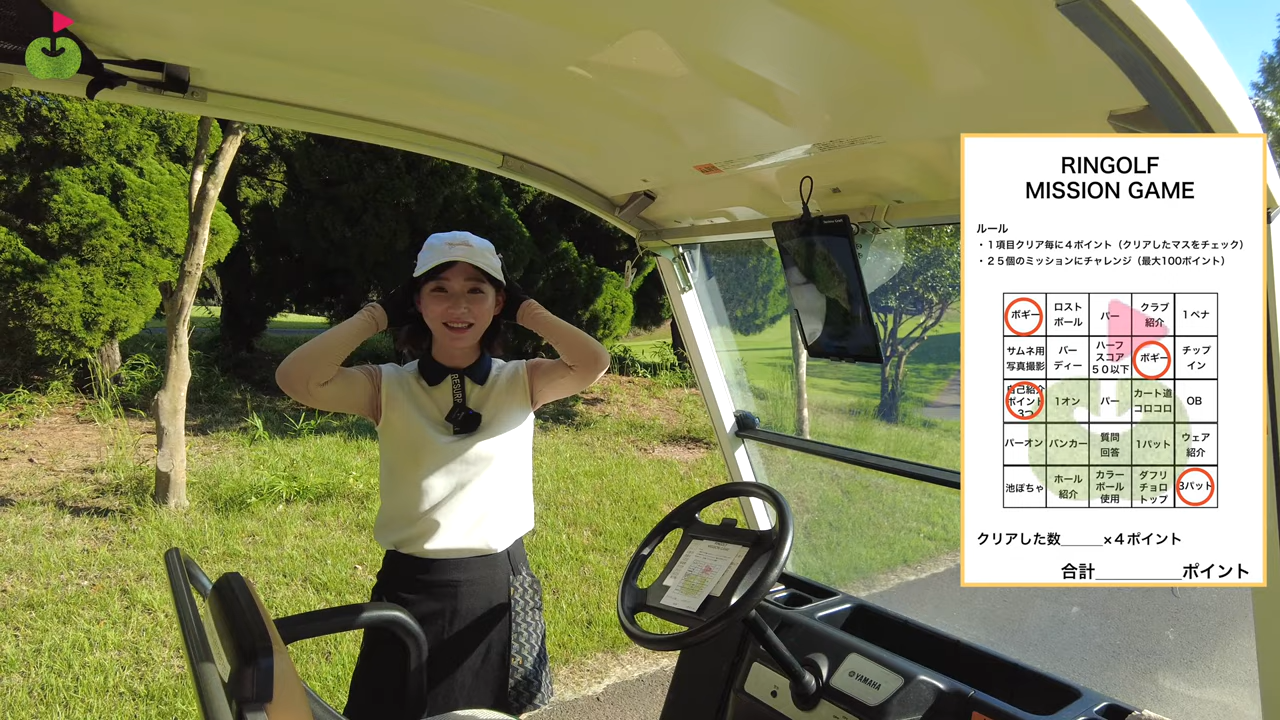 RINGOLF
MISSION GAME
ルール
・１項目クリア毎に４ポイント（クリアしたマスをチェック）
・２５個のミッションにチャレンジ（最大100ポイント）
ボギー
ロスト
ボール
パー
クラブ
紹介
１ペナ
サムネ用
写真撮影
バー
ディー
ハーフ
スコア
５０以下
ボギー
チップ
イン
自己紹介
ポイント
3つ
1オン
パー
カート道
コロコロ
OB
パーオン
バンカー
質問
回答
1パット
ウェア
紹介
池ぽちゃ
ホール
紹介
カラー
ボール
使用
ダフリ
チョロ
トップ
3パット
クリアした数_____×４ポイント
合計________ポイント
RESURR
YAMAHA